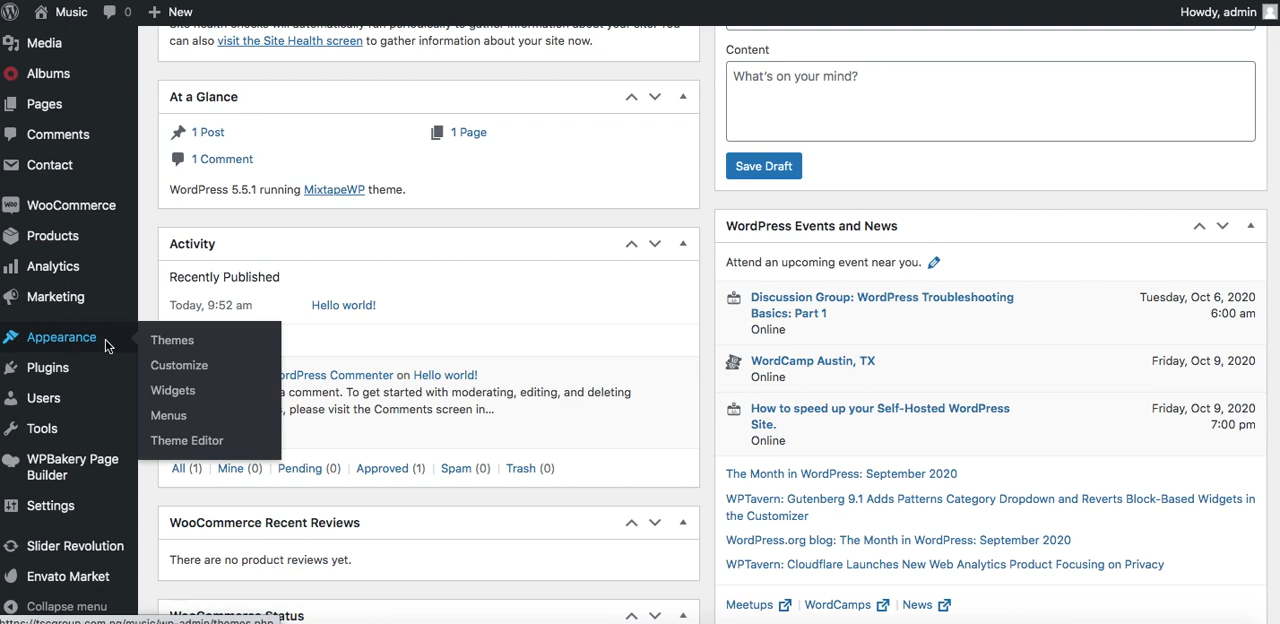 Music
0
New
Howdy, admin
Media
Albums
Pages
Comments
Contact
WooCommerce
Products
Analytics
Marketing
Appearance
Plugins
Users
Tools
WPBakery Page
Builder
Settings
Slider Revolution
Envato Market
Collapse menu
Themes
Customize
Widgets
Menus
Theme Editor
can also visit the Site Health screen to gather information about your site now.
At a Glance
1 Post
1 Page
1 Comment
WordPress 5.5.1 running MixtapeWP theme.
Activity
Recently Published
Today, 9:52 am
Hello world!
ordPress Commenter on Hello world!
a comment. To get started with moderating, editing, and deleting
, please visit the Comments screen in...
All (1) | Mine (0) | Pending (0) | Approved (1) | Spam (0) | Trash (0)
WooCommerce Recent Reviews
There are no product reviews yet.
Content
What's on your mind?
Save Draft
WordPress Events and News
Attend an upcoming event near you.
Discussion Group: WordPress Troubleshooting
Basics: Part 1
Online
Tuesday, Oct 6, 2020
6:00 am
WordCamp Austin, TX
Online
Friday, Oct 9, 2020
How to speed up your Self-Hosted WordPress
Site.
Online
Friday, Oct 9, 2020
7:00 pm
The Month in WordPress: September 2020
WPTavern: Gutenberg 9.1 Adds Patterns Category Dropdown and Reverts Block-Based Widgets in
the Customizer
WordPress.org blog: The Month in WordPress: September 2020
WPTavern: Cloudflare Launches New Web Analytics Product Focusing on Privacy
Meetups | WordCamps | News